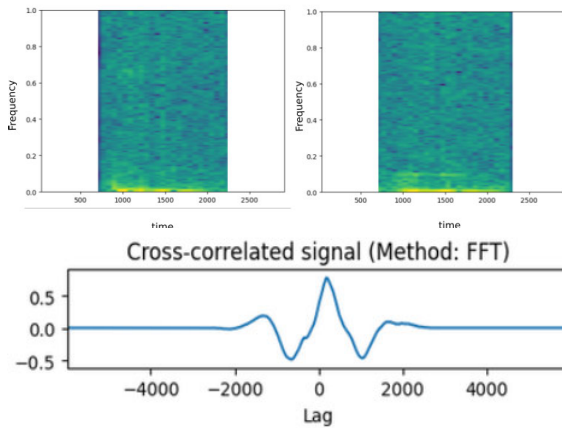 1.0 1.0
0.8 0.8
Frequency 0.6 Frequency 0.6
0.4 0.4
0.2 0.2
0.0 0.0
500 1000 1500 2000 2500 500 1000 1500 2000 2500
time time
Cross-correlated signal (Method: FFT)
0.5
0.0
−0.5
−4000 −2000 0 2000 4000
Lag